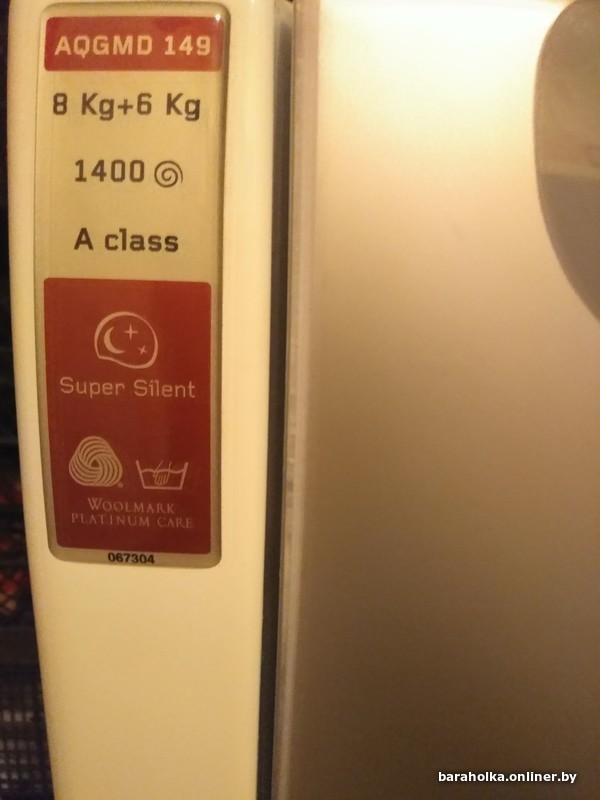 AQGMD 149
8 Kg+6 Kg
1400
A class
Super Silent
WOOLMARK
PLATINUM CARE
067304
baraholka.onliner.by